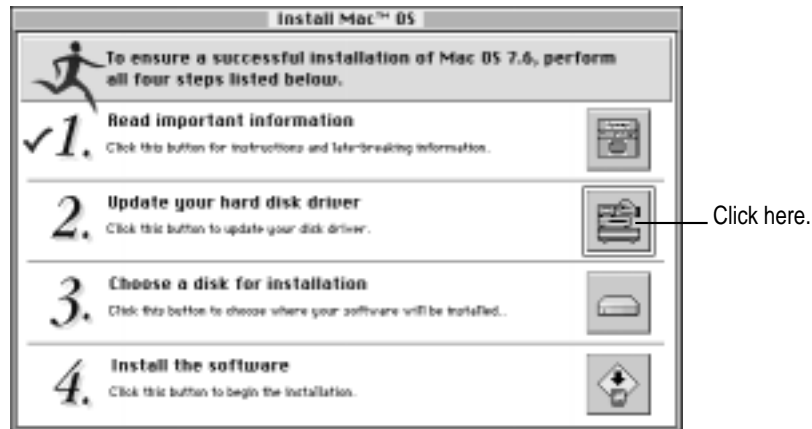 Install Mac™ OS
To ensure a successful installation of Mac OS 7.6, perform
all four steps listed below.
1. Read important information
Click this button for instructions and late-breaking information.
2. Update your hard disk driver
Click this button to update your disk driver.
Click here.
3. Choose a disk for installation
Click this button to choose where your software will be installed..
4. Install the software
Click this button to begin the installation.